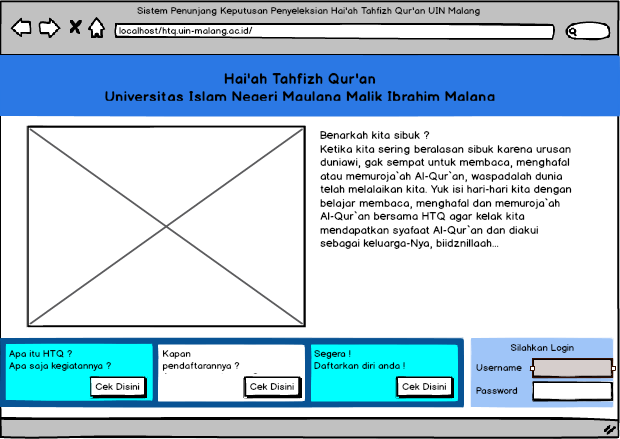 Sistem Penunjang Keputusan Penyeleksian Hai'ah Tahfizh Qur'an UIN Malang
localhost/htq.uin-malang.ac.id/
Hai'ah Tahfizh Qur'an
Universitas Islam Negeri Maulana Malik Ibrahim Malang
Benarkah kita sibuk ?
Ketika kita sering beralasan sibuk karena urusan
duniawi, gak sempat untuk membaca, menghafal
atau memuroja`ah Al-Qur`an, waspadalah dunia
telah melalaikan kita. Yuk isi hari-hari kita dengan
belajar membaca, menghafal dan memuroja`ah
Al-Qur`an bersama HTQ agar kelak kita
mendapatkan syafaat Al-Qur`an dan diakui
sebagai keluarga-Nya, biidznillaah...
Apa itu HTQ ?
Apa saja kegiatannya ?
Cek Disini
Kapan
pendaftarannya ?
Cek Disini
Segera !
Daftarkan diri anda !
Cek Disini
Silahkan Login
Username
Password